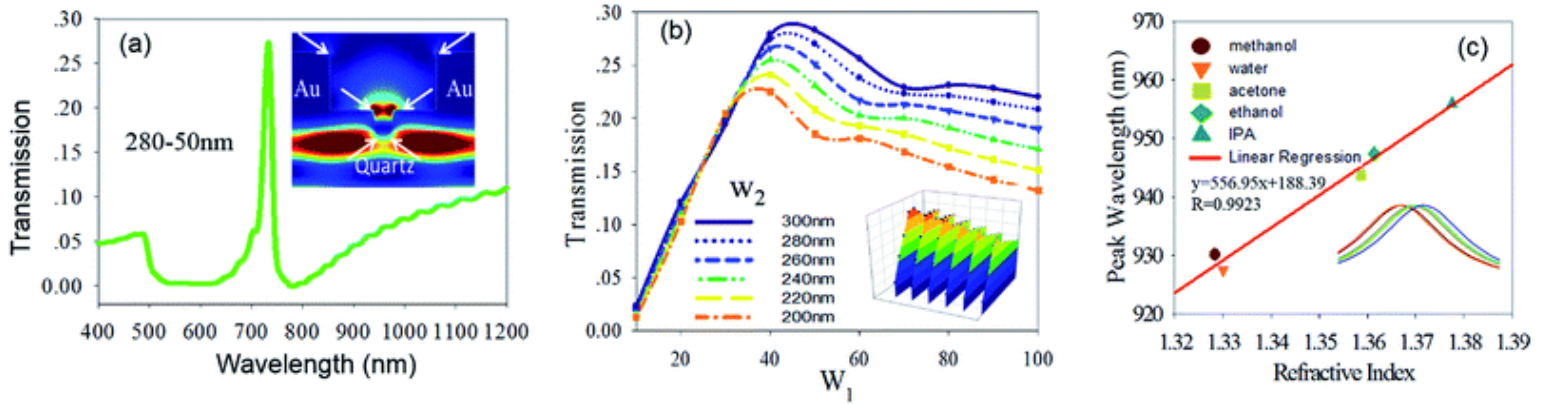 (a)
Transmission
.30
.25
.20
.15
.10
.05
.00
280-50nm
Au Au
Quartz
400 500 600 700 800 900 1000 1100 1200
Wavelength (nm)
(b)
Transmission
.30
.25
.20
.15
.10
.05
0.00
W2
300nm
280nm
260nm
240nm
220nm
200nm
20 40 60 80 100
W1
(c)
Peak Wavelength (nm)
970
960
950
940
930
920
methanol
water
acetone
ethanol
IPA
Linear Regression
y=556.95x+188.39
R=0.9923
1.32 1.33 1.34 1.35 1.36 1.37 1.38 1.39
Refractive Index